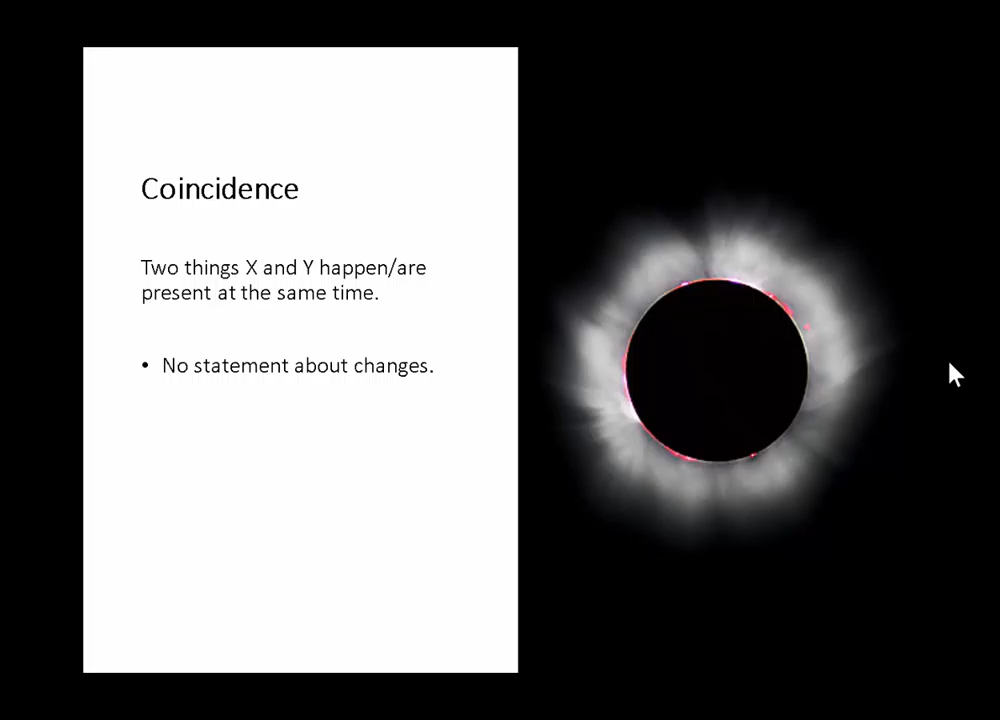 Coincidence
Two things X and Y happen/are
present at the same time.
• No statement about changes.